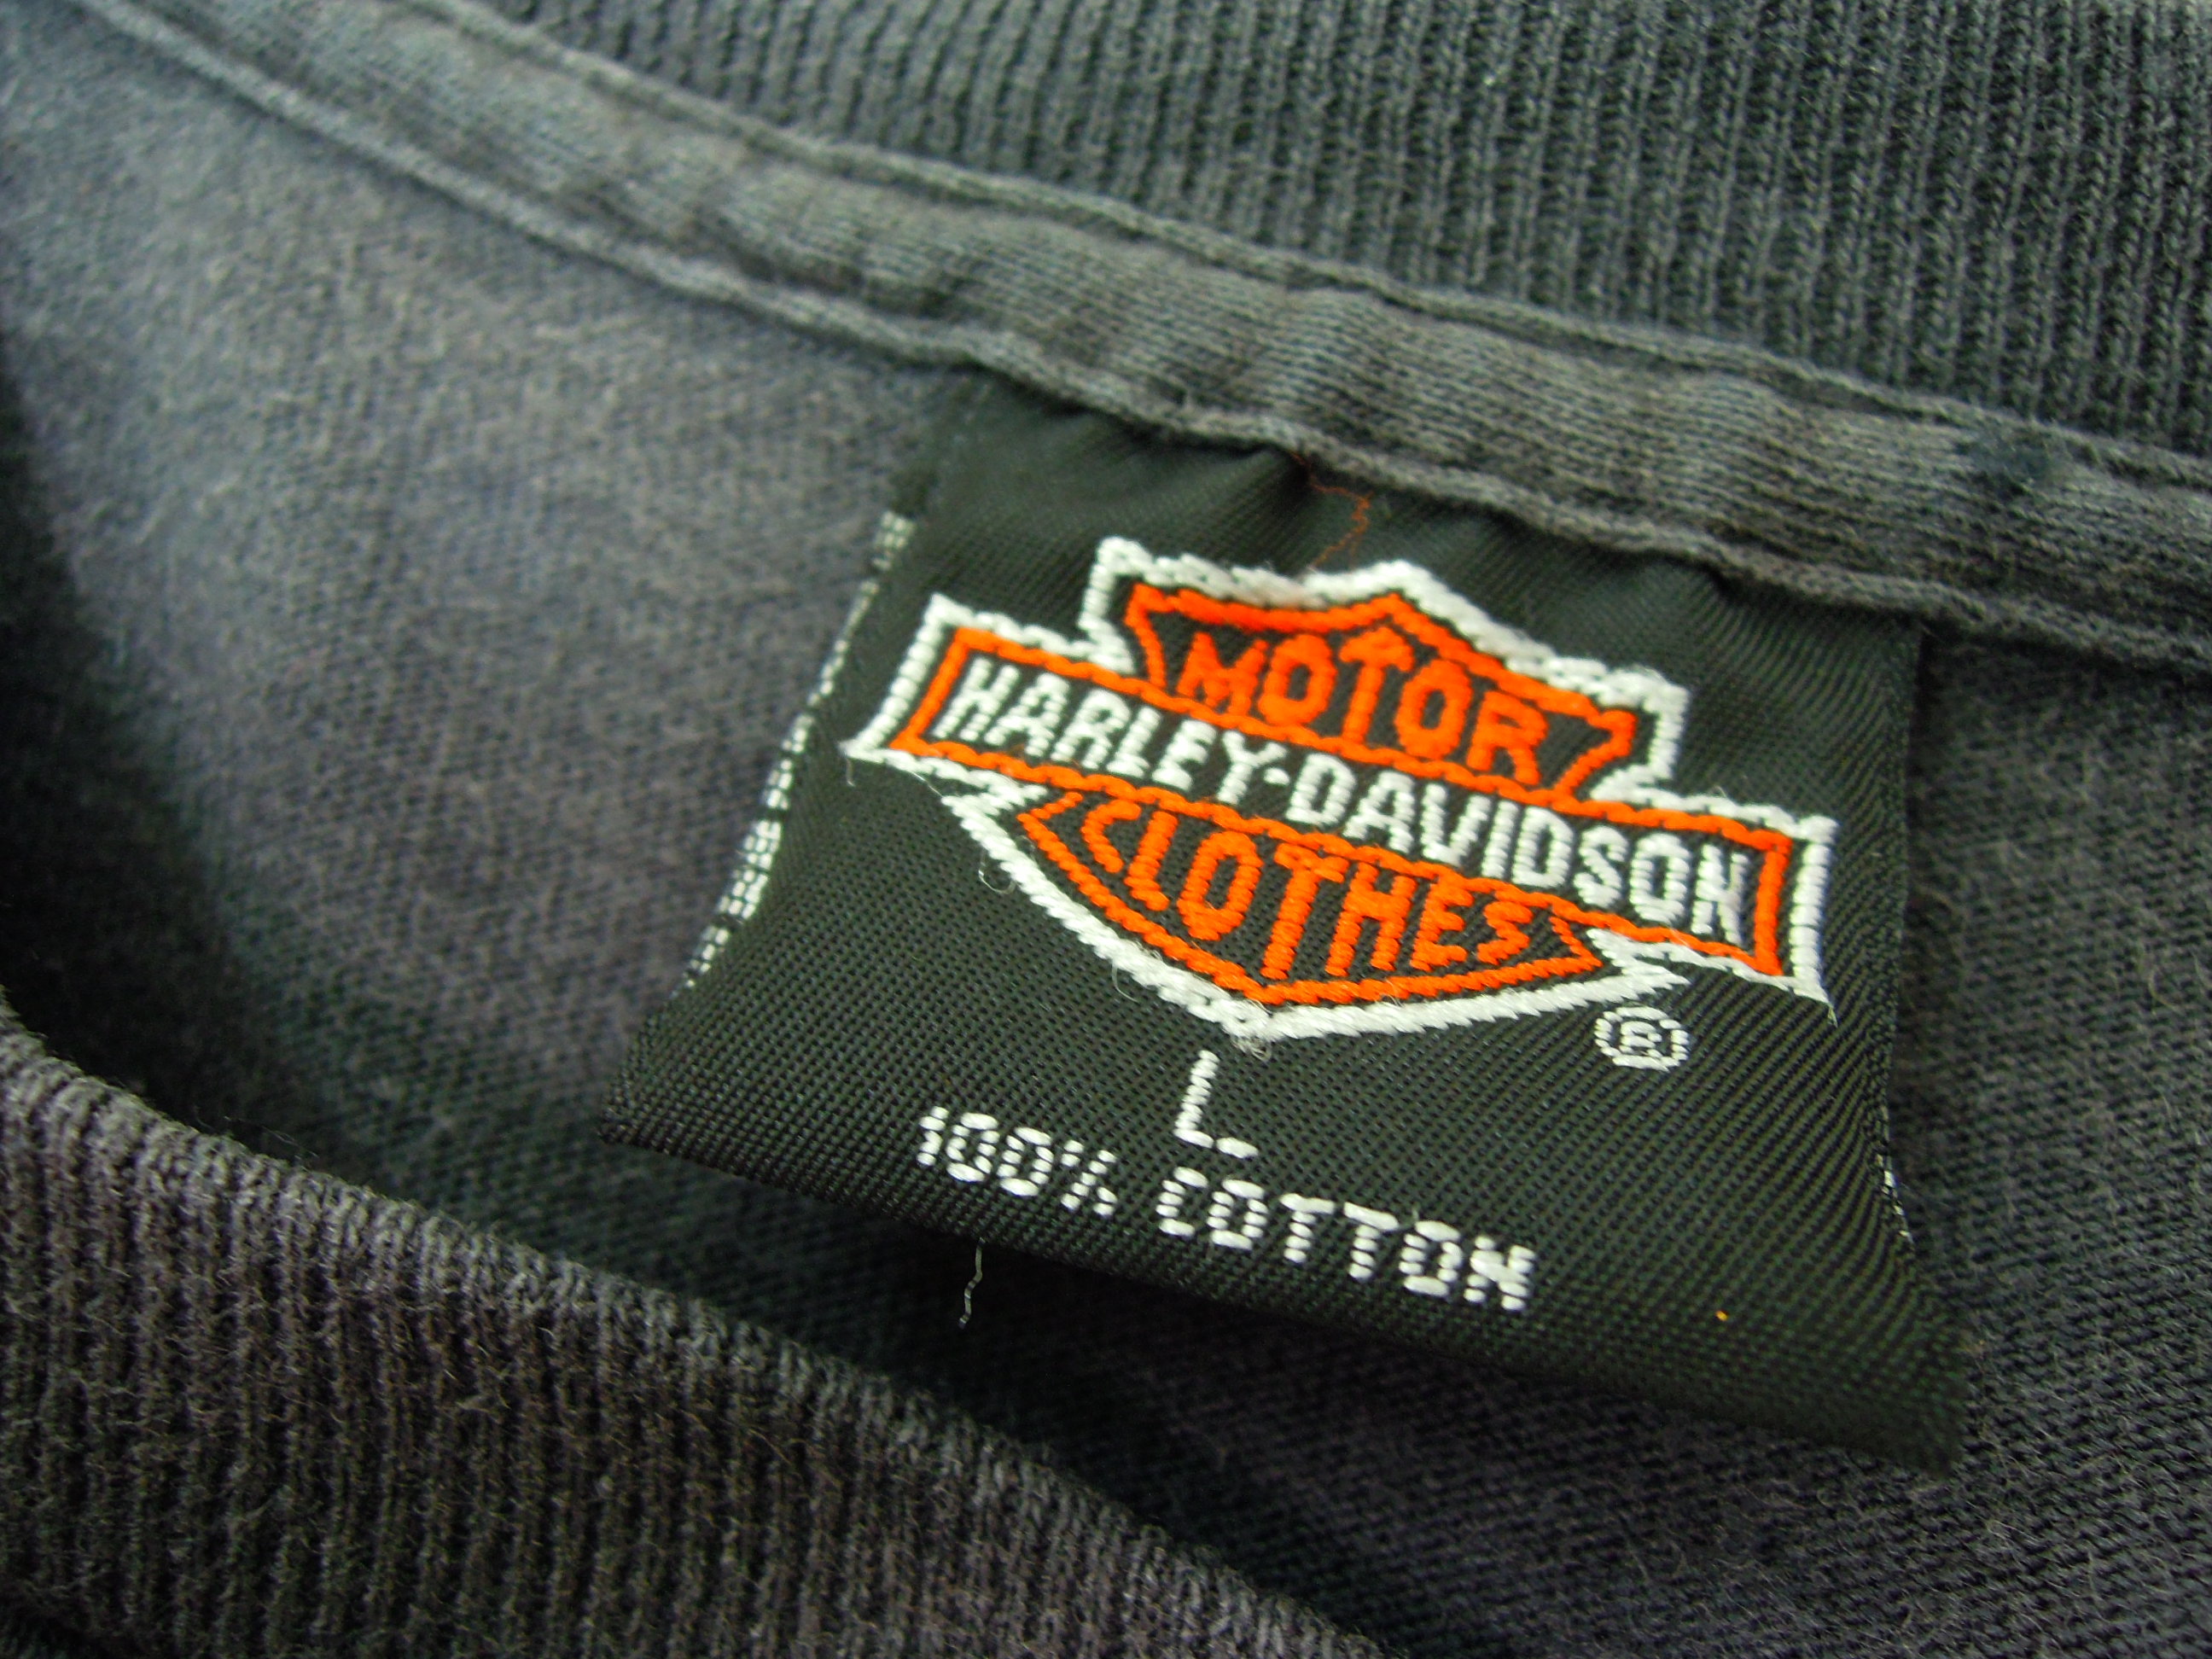 MOTOR
HARLEY-DAVIDSON
CLOTHES
®
L
100% COTTON